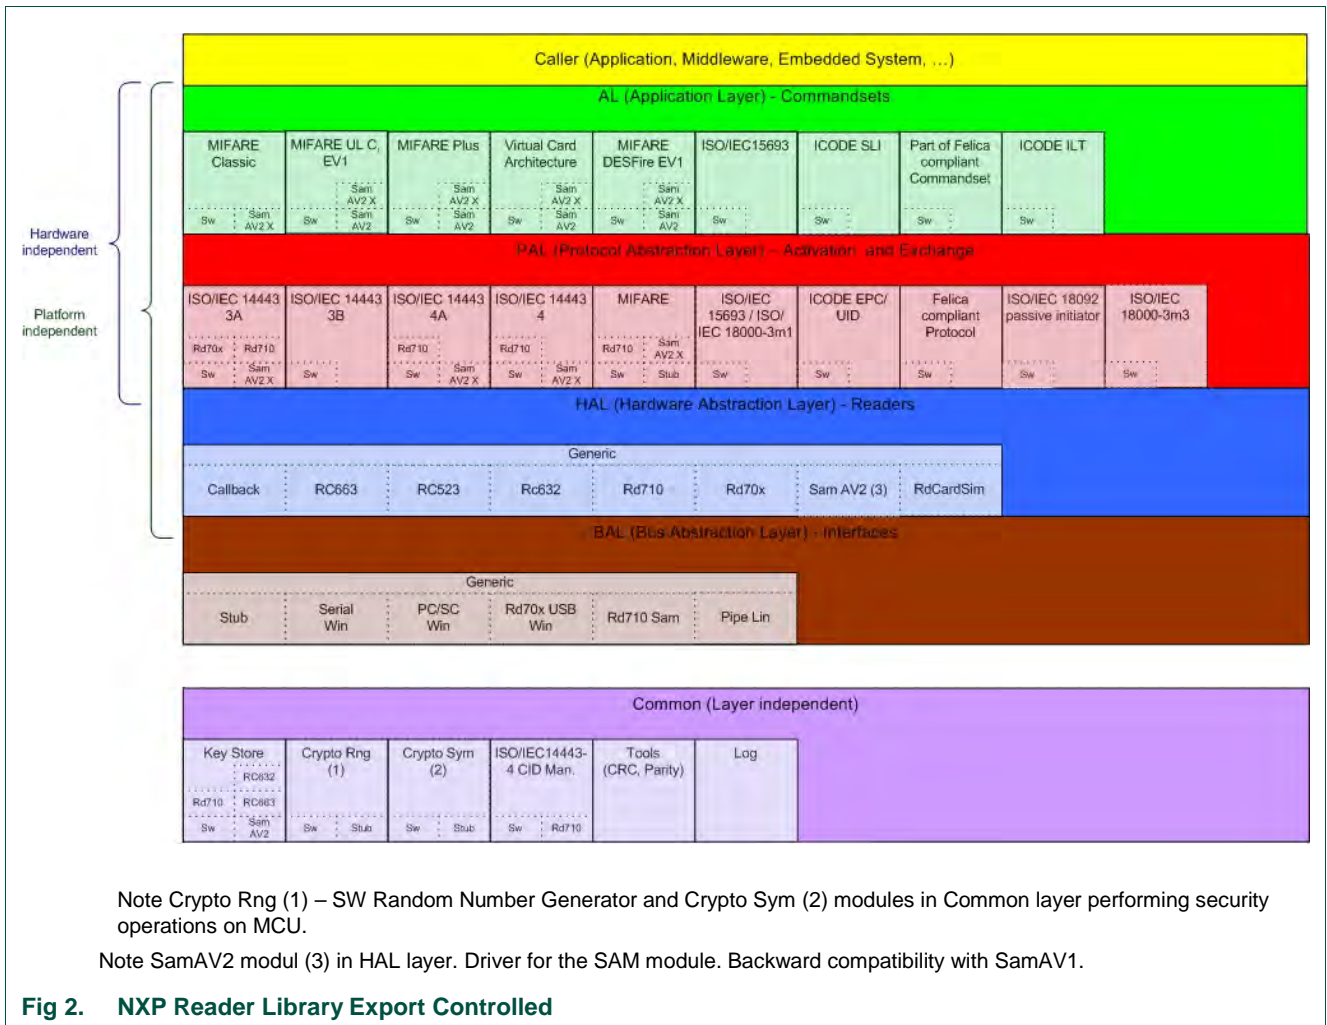 Caller (Application, Middleware, Embedded System, ...)
AL (Application Layer) - Commandsets
MIFARE
Classic
Sw
Sam
AV2 X
MIFARE UL C,
EV1
Sam
AV2 X
Sw
Sam
AV2
MIFARE Plus
Sam
AV2 X
Sw
Sam
AV2
Virtual Card
Architecture
Sam
AV2 X
Sw
Sam
AV2
MIFARE
DESFire EV1
Sam
AV2 X
Sw
Sam
AV2
ISO/IEC15693
Sw
ICODE SLI
Sw
Part of Felica
compliant
Commandset
Sw
ICODE ILT
Sw
Hardware
independent
Platform
independent
PAL (Protocol Abstraction Layer) – Activation and Exchange
ISO/IEC 14443
3A
Rd70x
Rd710
Sw
Sam
AV2 X
ISO/IEC 14443
3B
Sw
ISO/IEC 14443
4A
Rd710
Sw
Sam
AV2 X
ISO/IEC 14443
4
Rd710
Sw
Sam
AV2 X
MIFARE
Rd710
Sam
AV2 X
Sw
Stub
ISO/IEC
15693 / ISO/
IEC 18000-3m1
Sw
ICODE EPC/
UID
Sw
Felica
compliant
Protocol
Sw
ISO/IEC 18092
passive initiator
Sw
ISO/IEC
18000-3m3
Sw
HAL (Hardware Abstraction Layer) - Readers
Generic
Callback
RC663
RC523
Rc632
Rd710
Rd70x
Sam AV2 (3)
RdCardSim
BAL (Bus Abstraction Layer) - Interfaces
Generic
Stub
Serial
Win
PC/SC
Win
Rd70x USB
Win
Rd710 Sam
Pipe Lin
Common (Layer independent)
Key Store
RC632
Rd710
RC663
Sw
Sam
AV2
Crypto Rng
(1)
Sw
Stub
Crypto Sym
(2)
Sw
Stub
ISO/IEC14443-
4 CID Man.
Sw
Rd710
Tools
(CRC, Parity)
Log
Note Crypto Rng (1) – SW Random Number Generator and Crypto Sym (2) modules in Common layer performing security
operations on MCU.
Note SamAV2 modul (3) in HAL layer. Driver for the SAM module. Backward compatibility with SamAV1.
Fig 2. NXP Reader Library Export Controlled